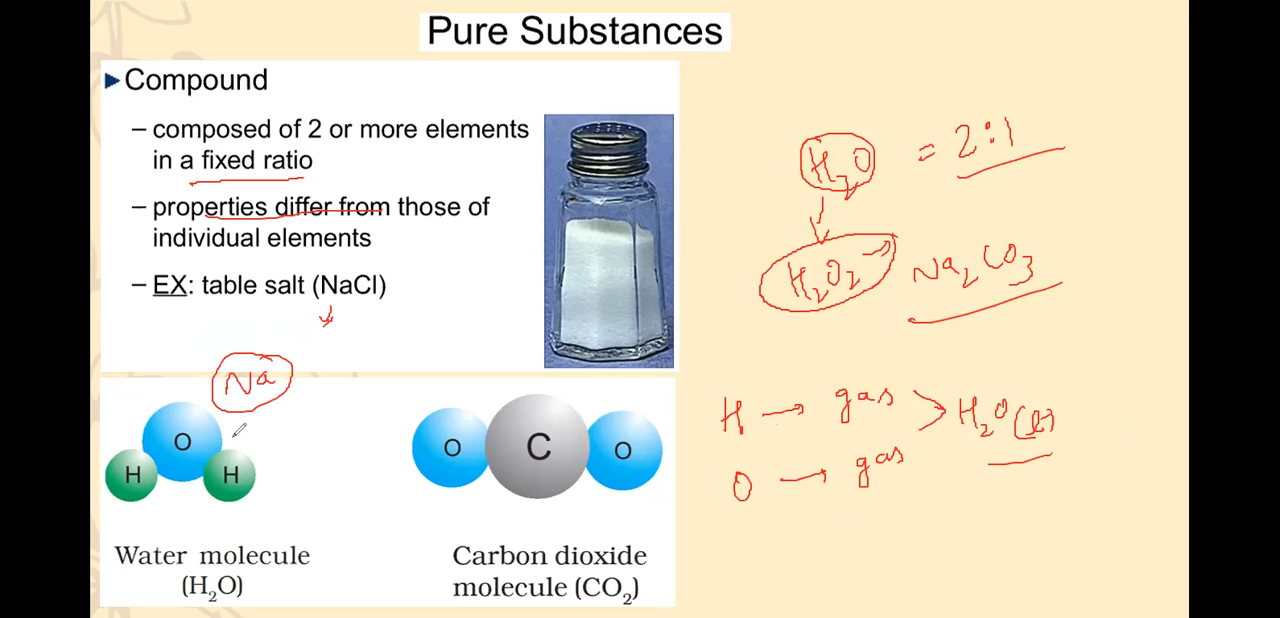 Pure Substances
Compound
– composed of 2 or more elements
in a fixed ratio
– properties differ from those of
individual elements
– EX: table salt (NaCl)
Na
O
H
H
Water molecule
(H₂O)
O
C
O
Carbon dioxide
molecule (CO₂)
H₂O = 2:1
H₂O₂ Na₂CO₃
H → gas > H₂O(l)
O → gas